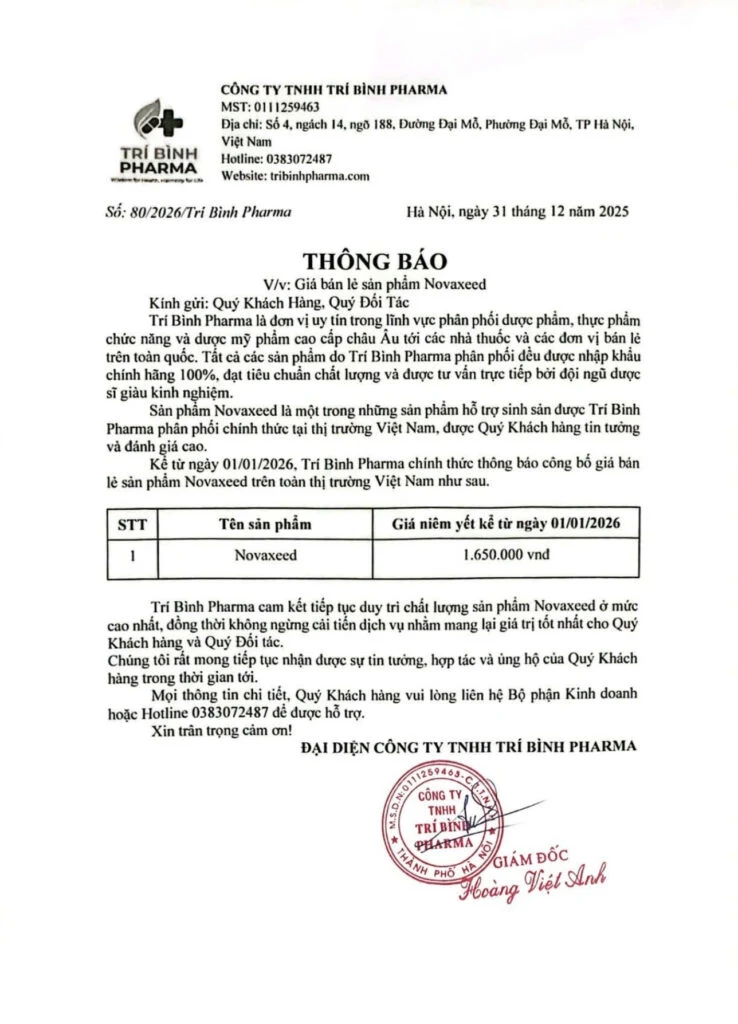 CÔNG TY TNHH TRÍ BÌNH PHARMA
MST: 0111259463
Địa chỉ: Số 4, ngách 14, ngõ 188, Đường Đại Mỗ, Phường Đại Mỗ, TP Hà Nội,
Việt Nam
Hotline: 0383072487
Website: tribinhpharma.com
TRÍ BÌNH
PHARMA
Số: 80/2026/Trí Bình Pharma
Hà Nội, ngày 31 tháng 12 năm 2025
THÔNG BÁO
V/v: Giá bán lẻ sản phẩm Novaxeed
Kính gửi: Quý Khách Hàng, Quý Đối Tác
Trí Bình Pharma là đơn vị uy tín trong lĩnh vực phân phối dược phẩm, thực phẩm
chức năng và dược mỹ phẩm cao cấp châu Âu tới các nhà thuốc và các đơn vị bán lẻ
trên toàn quốc. Tất cả các sản phẩm do Trí Bình Pharma phân phối đều được nhập khẩu
chính hãng 100%, đạt tiêu chuẩn chất lượng và được tư vấn trực tiếp bởi đội ngũ dược
sĩ giàu kinh nghiệm.
Sản phẩm Novaxeed là một trong những sản phẩm hỗ trợ sinh sản được Trí Bình
Pharma phân phối chính thức tại thị trường Việt Nam, được Quý Khách hàng tin tưởng
và đánh giá cao.
Kể từ ngày 01/01/2026, Trí Bình Pharma chính thức thông báo công bố giá bán
lẻ sản phẩm Novaxeed trên toàn thị trường Việt Nam như sau.
STT Tên sản phẩm Giá niêm yết kể từ ngày 01/01/2026
1 Novaxeed 1.650.000 vnđ
Trí Bình Pharma cam kết tiếp tục duy trì chất lượng sản phẩm Novaxeed ở mức
cao nhất, đồng thời không ngừng cải tiến dịch vụ nhằm mang lại giá trị tốt nhất cho Quý
Khách hàng và Quý Đối tác.
Chúng tôi rất mong tiếp tục nhận được sự tin tưởng, hợp tác và ủng hộ của Quý Khách
hàng trong thời gian tới.
Mọi thông tin chi tiết, Quý Khách hàng vui lòng liên hệ Bộ phận Kinh doanh
hoặc Hotline 0383072487 để được hỗ trợ.
Xin trân trọng cảm ơn!
ĐẠI DIỆN CÔNG TY TNHH TRÍ BÌNH PHARMA
M.S.D.N:0111259463-C.T.T.N.H.H
CÔNG TY
TNHH
TRÍ BÌNH
PHARMA
THÀNH PHỐ HÀ NỘI
GIÁM ĐỐC
Hoàng Việt Anh